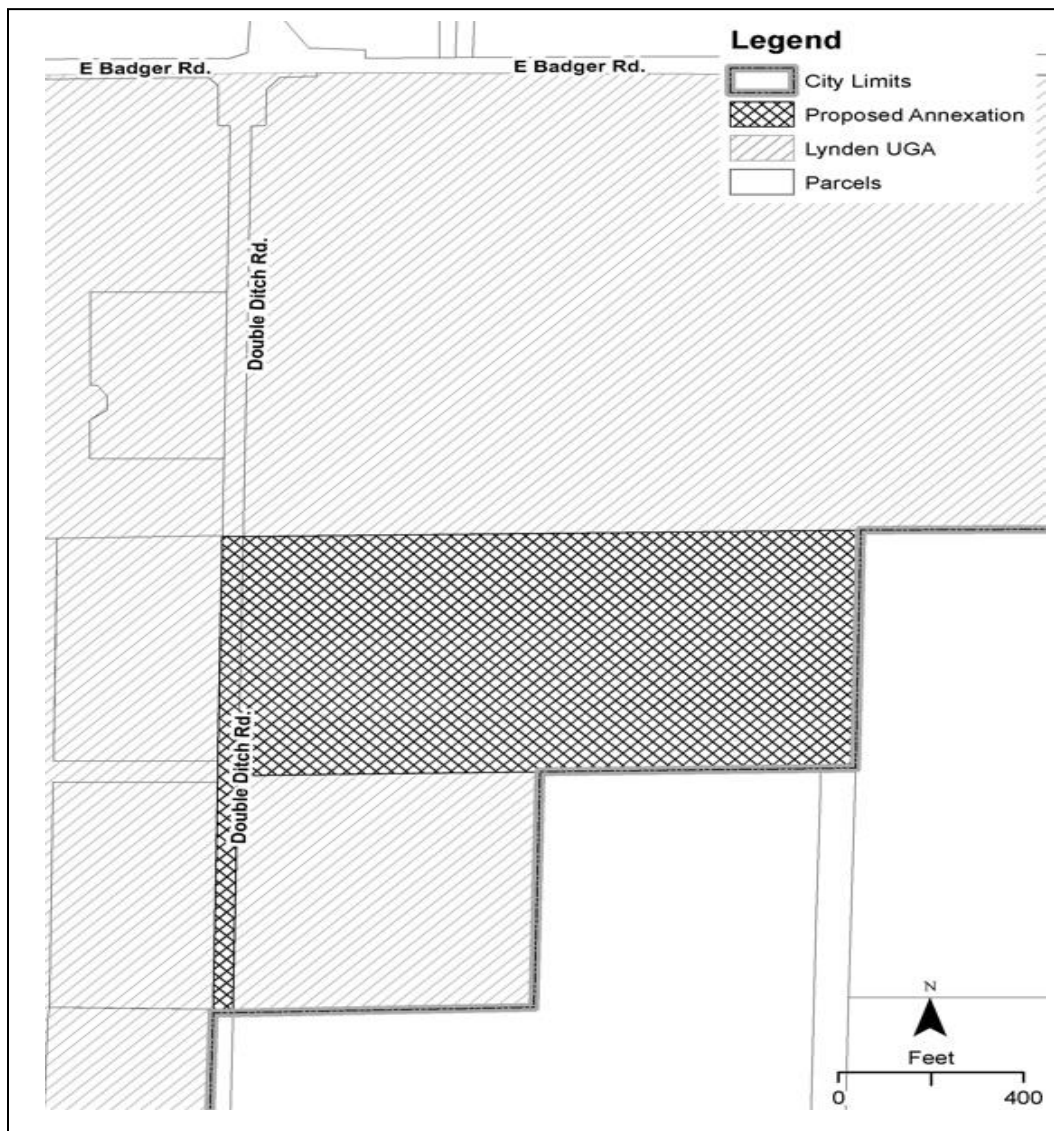 Legend
City Limits
Proposed Annexation
Lynden UGA
Parcels
E Badger Rd.
E Badger Rd.
Double Ditch Rd.
Double Ditch Rd.
N
Feet
0 400